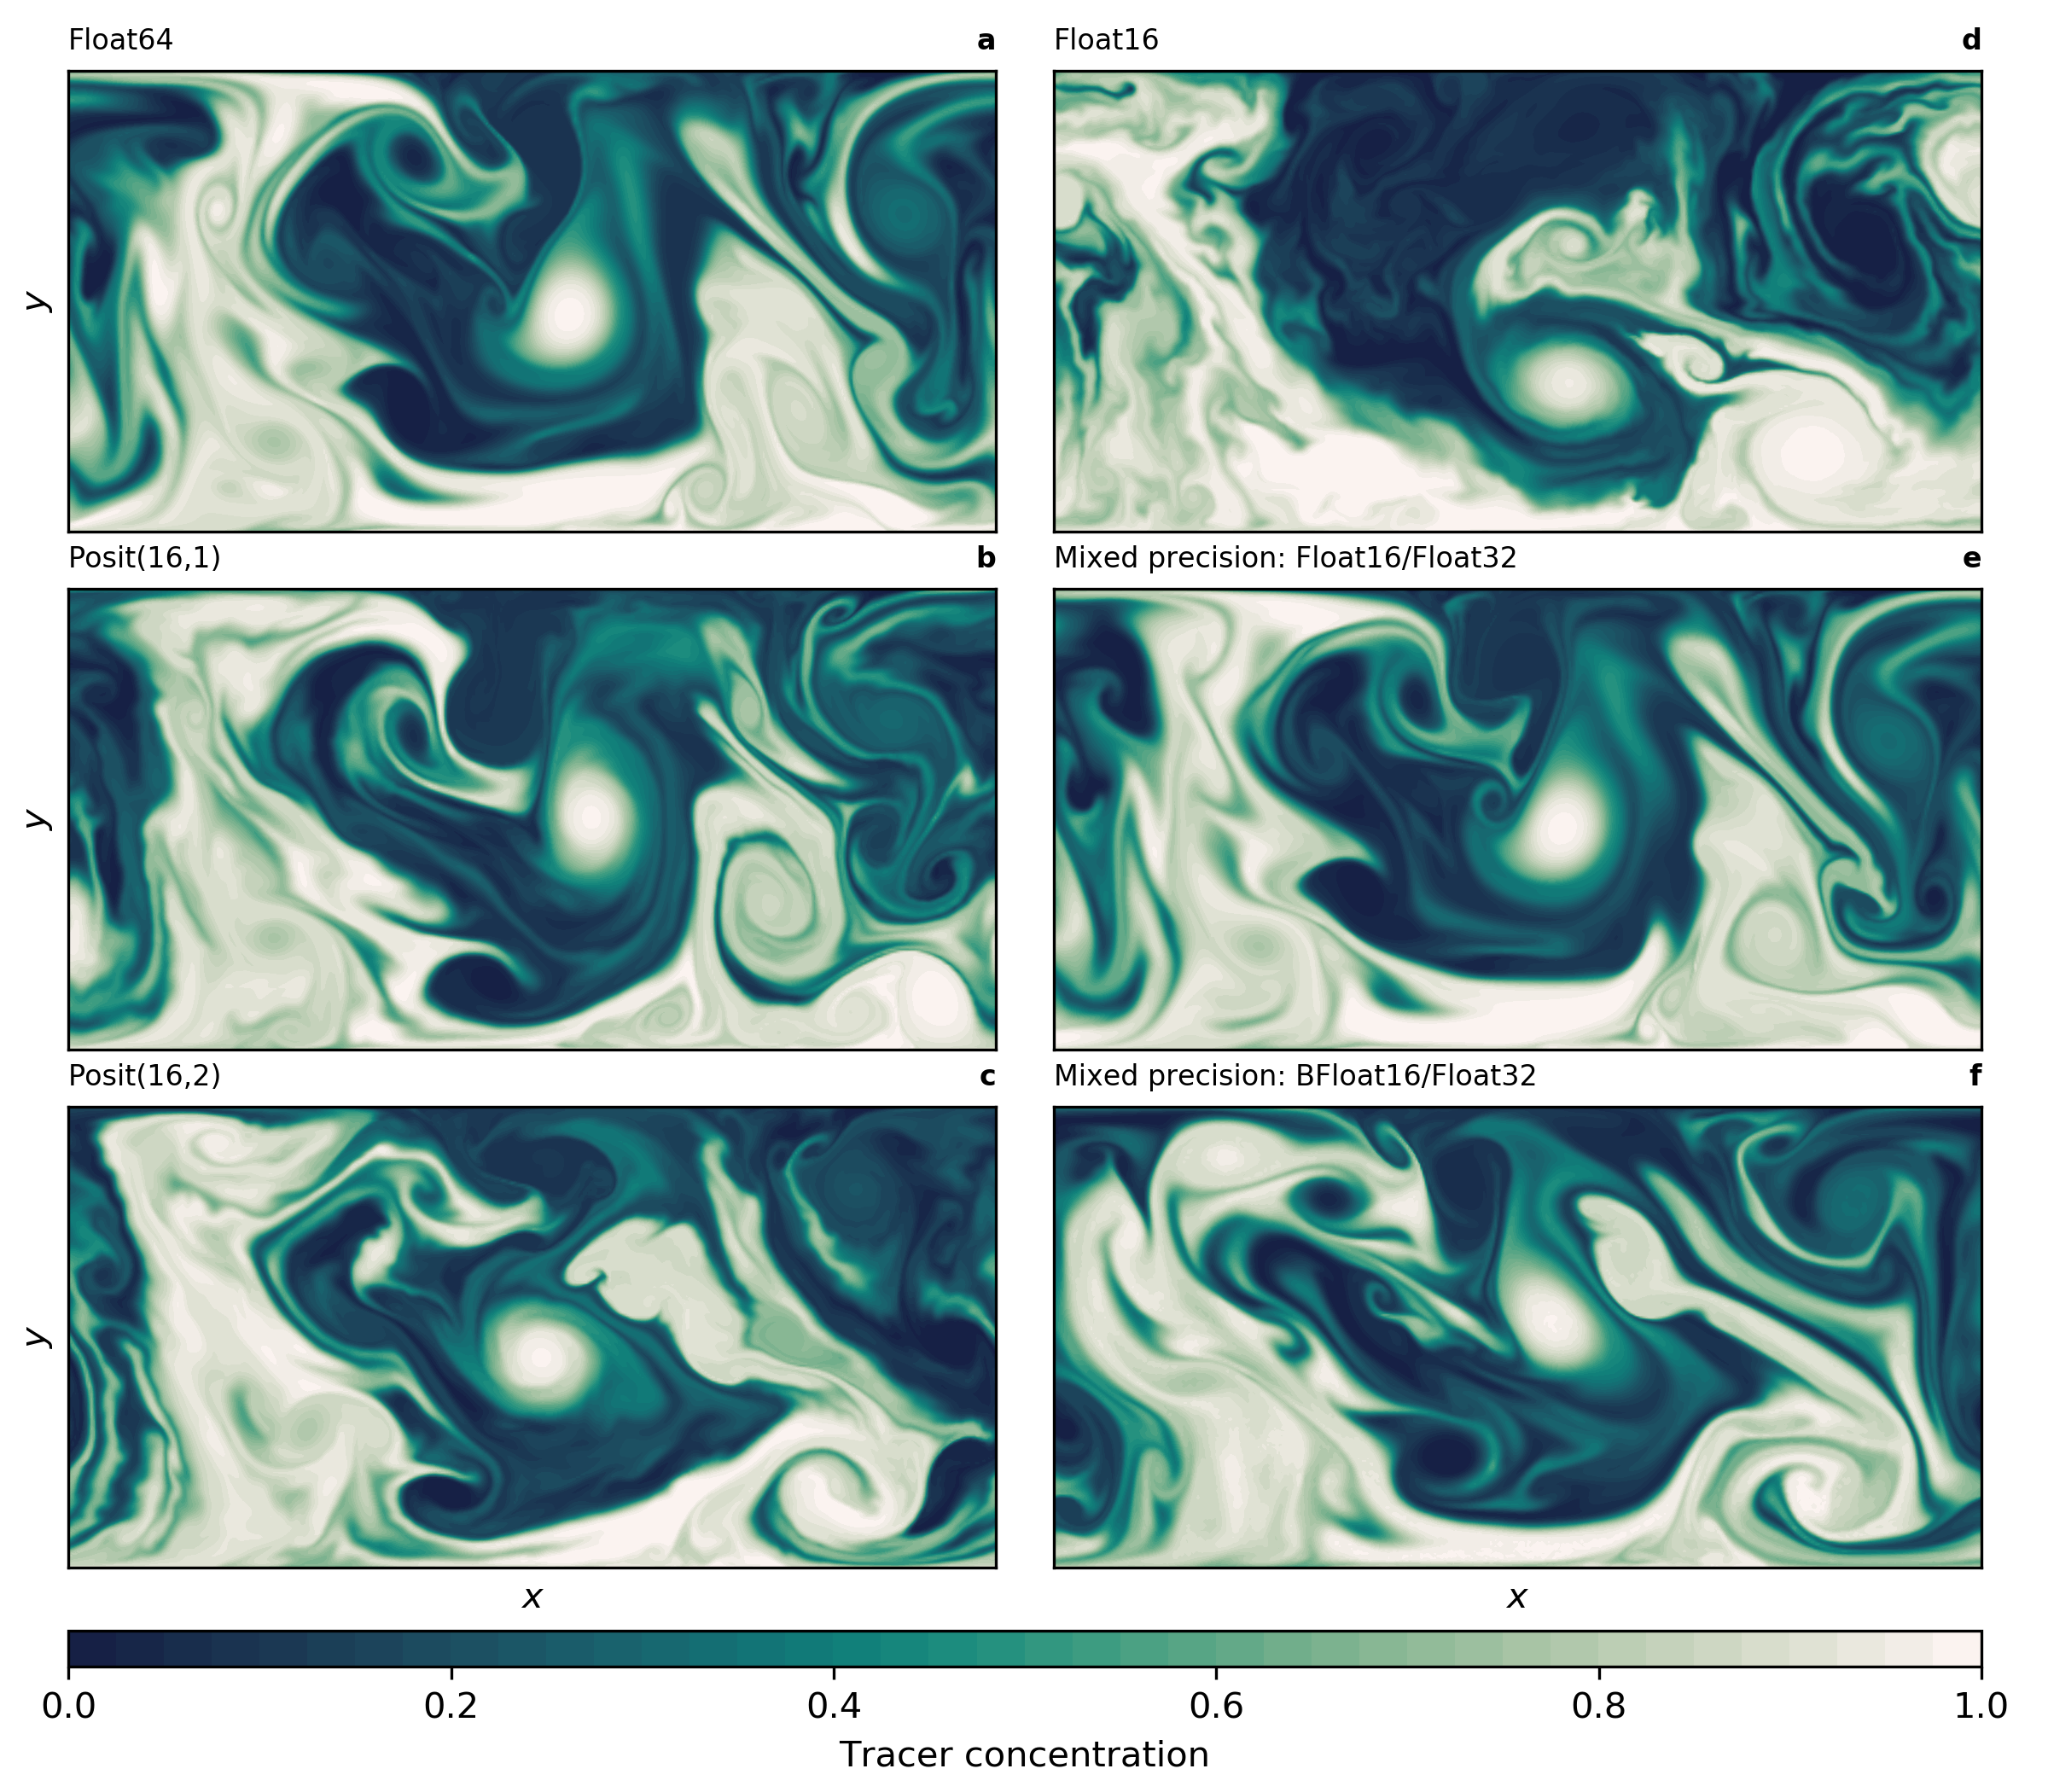 Float64 a
Float16 d
y
Posit(16,1) b
Mixed precision: Float16/Float32 e
y
Posit(16,2) c
Mixed precision: BFloat16/Float32 f
y
x x
0.0 0.2 0.4 0.6 0.8 1.0
Tracer concentration